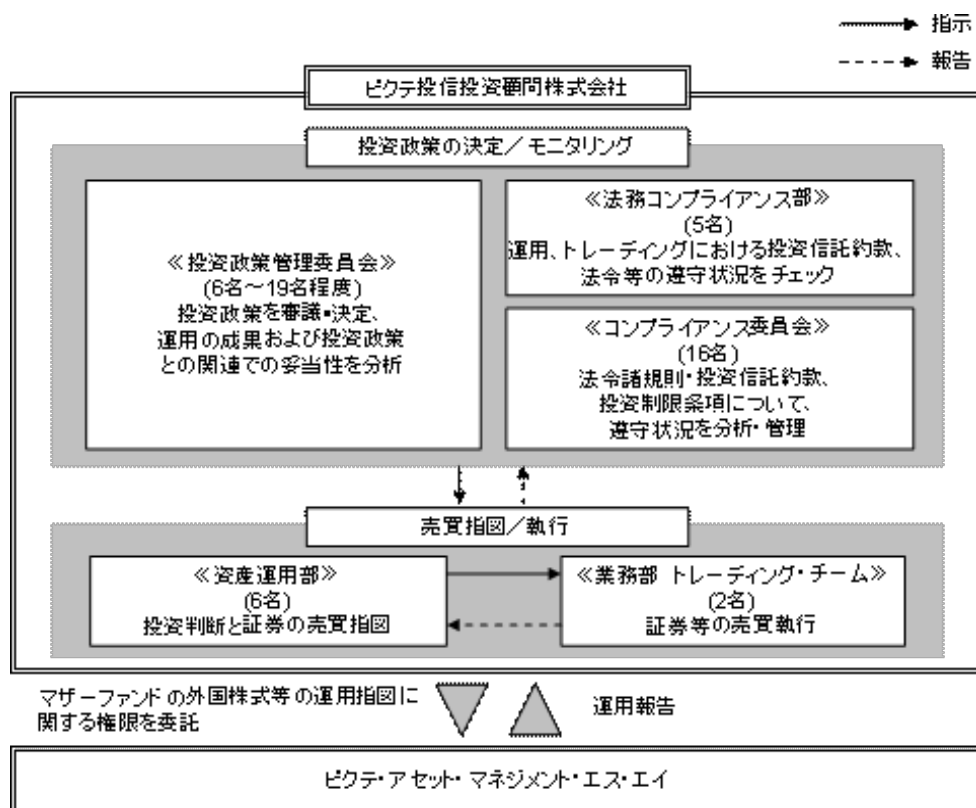 指示
報告
ピクテ投信投資顧問株式会社
投資政策の決定／モニタリング
≪投資政策管理委員会≫
(6名～19名程度)
投資政策を審議・決定、
運用の成果および投資政策
との関連での妥当性を分析
≪法務コンプライアンス部≫
(5名)
運用、トレーディングにおける投資信託約款、
法令等の遵守状況をチェック
≪コンプライアンス委員会≫
(16名)
法令諸規則・投資信託約款、
投資制限条項について、
遵守状況を分析・管理
売買指図／執行
≪資産運用部≫
(6名)
投資判断と証券の売買指図
≪業務部 トレーディング・チーム≫
(2名)
証券等の売買執行
マザーファンドの外国株式等の運用指図に
関する権限を委託
運用報告
ピクテ・アセット・マネジメント・エス・エイ